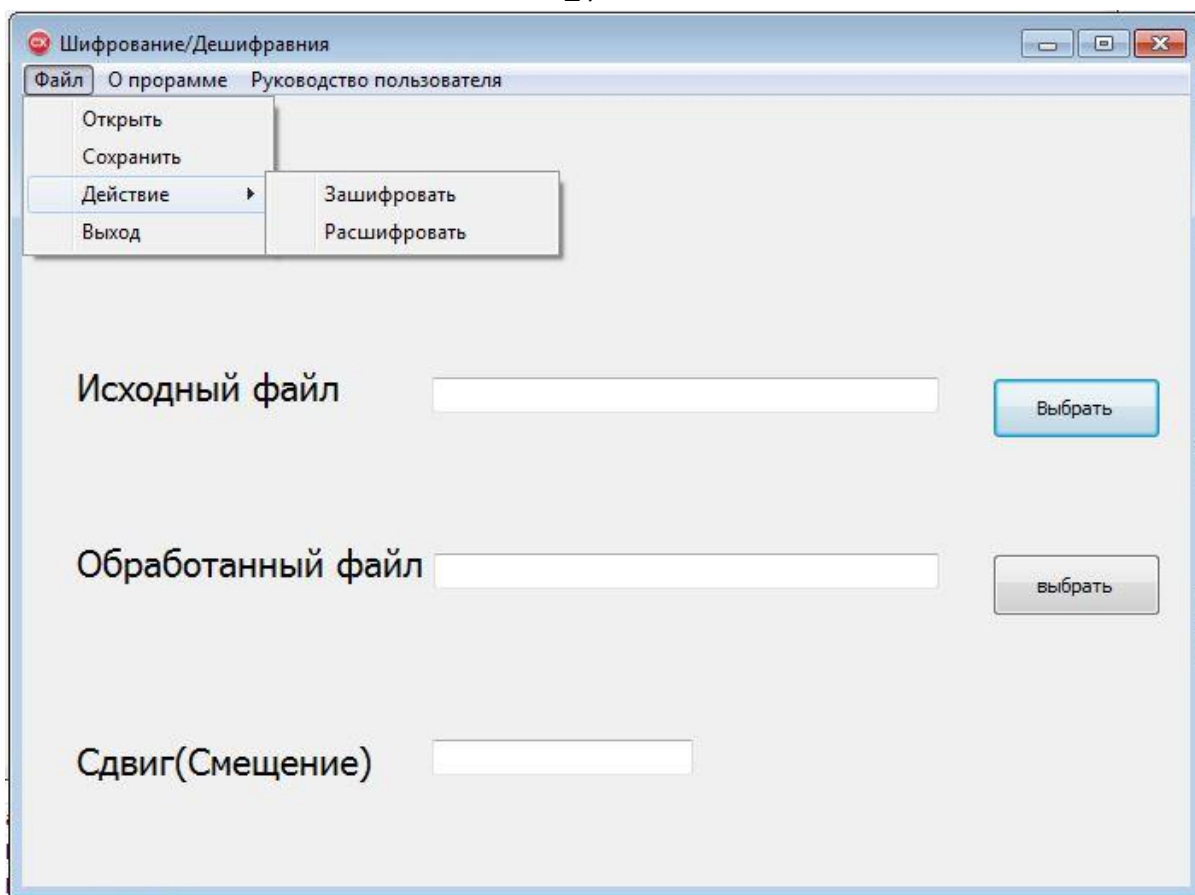 Шифрование/Дешифравния
Файл О прорамме Руководство пользователя
Открыть
Сохранить
Действие
Зашифровать
Выход
Расшифровать
Исходный файл
Выбрать
Обработанный файл
выбрать
Сдвиг(Смещение)